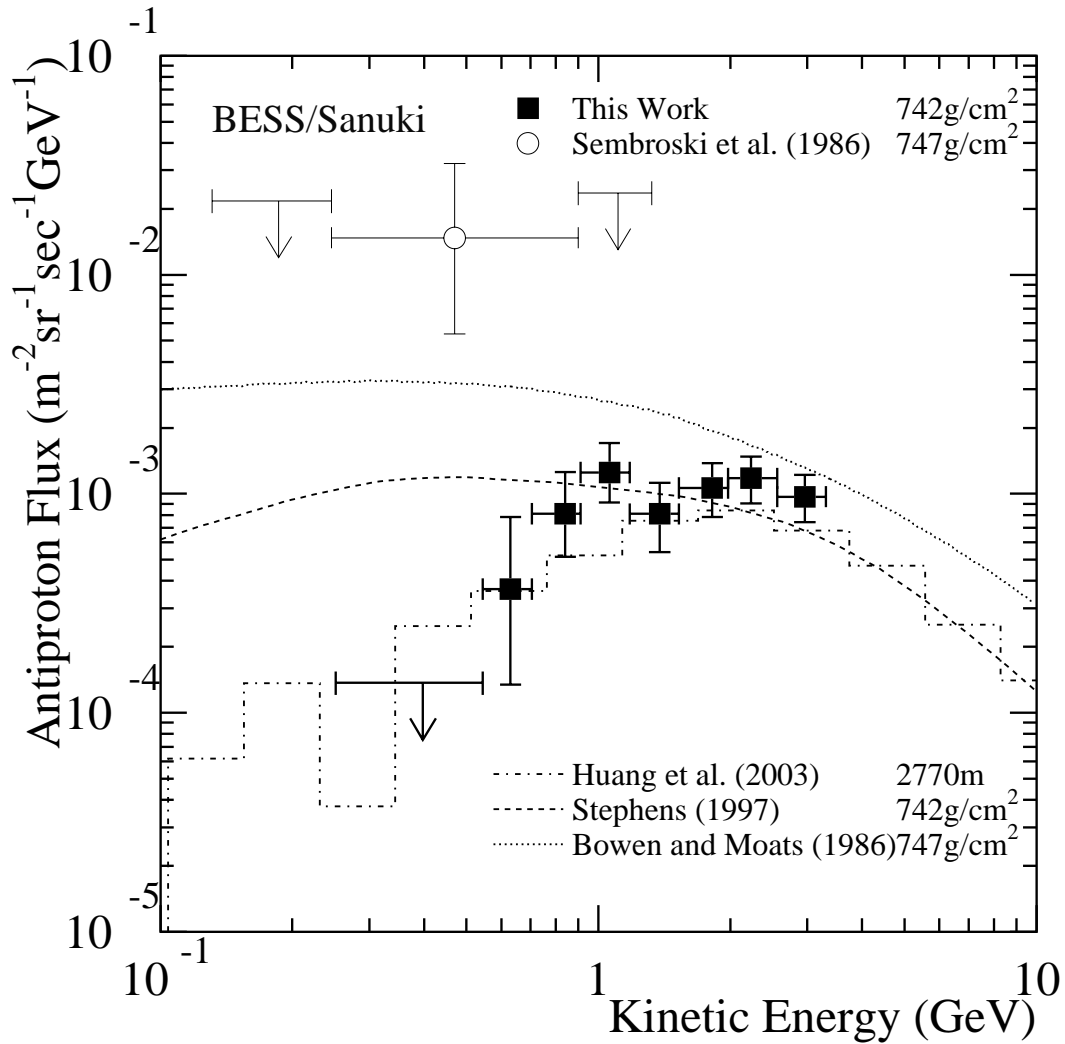 10^-1
BESS/Sanuki
This Work 742g/cm^2
Sembroski et al. (1986) 747g/cm^2
10^-2
10^-3
10^-4
Huang et al. (2003) 2770m
Stephens (1997) 742g/cm^2
Bowen and Moats (1986) 747g/cm^2
10^-5
10^-1 1 10
Kinetic Energy (GeV)
Antiproton Flux (m^-2sr^-1sec^-1GeV^-1)